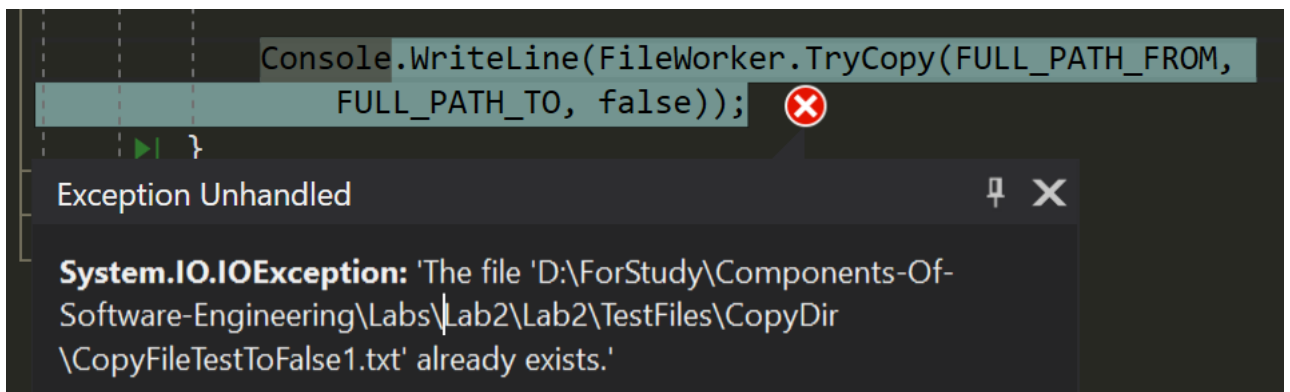 Console.WriteLine(FileWorker.TryCopy(FULL_PATH_FROM,
FULL_PATH_TO, false));
}
Exception Unhandled
System.IO.IOException: 'The file 'D:\ForStudy\Components-Of-
Software-Engineering\Labs\Lab2\Lab2\TestFiles\CopyDir
\CopyFileTestToFalse1.txt' already exists.'